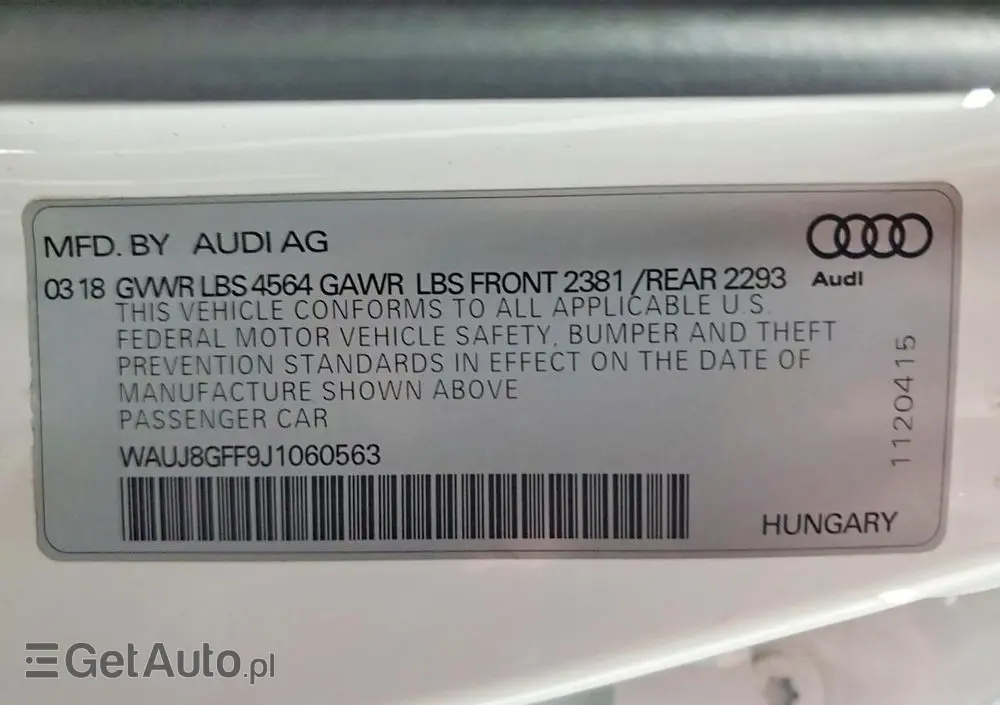 MFD. BY AUDI AG
Audi
0318 GVWR LBS 4564 GAWR LBS FRONT 2381 /REAR 2293
THIS VEHICLE CONFORMS TO ALL APPLICABLE U.S.
FEDERAL MOTOR VEHICLE SAFETY, BUMPER AND THEFT
PREVENTION STANDARDS IN EFFECT ON THE DATE OF
MANUFACTURE SHOWN ABOVE
PASSENGER CAR
WAUJ8GFF9J1060563
1120415
HUNGARY
GetAuto.pl